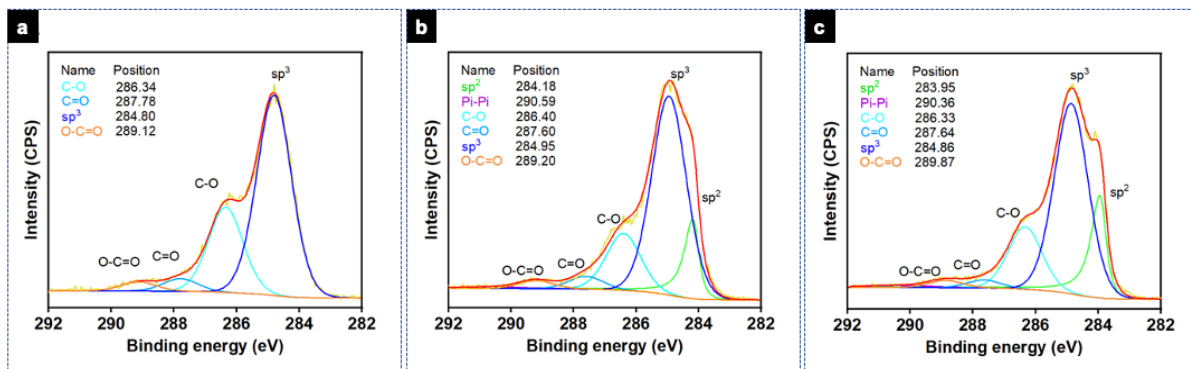 a
Name Position
C-O 286.34
C=O 287.78
sp³ 284.80
O-C=O 289.12
sp³
C-O
C=O
O-C=O
Intensity (CPS)
292 290 288 286 284 282
Binding energy (eV)
b
Name Position
sp² 284.18
Pi-Pi 290.59
C-O 286.40
C=O 287.60
sp³ 284.95
O-C=O 289.20
sp³
sp²
C-O
C=O
O-C=O
Intensity (CPS)
292 290 288 286 284 282
Binding energy (eV)
c
Name Position
sp² 283.95
Pi-Pi 290.36
C-O 286.33
C=O 287.64
sp³ 284.86
O-C=O 289.87
sp³
sp²
C-O
C=O
O-C=O
Intensity (CPS)
292 290 288 286 284 282
Binding energy (eV)